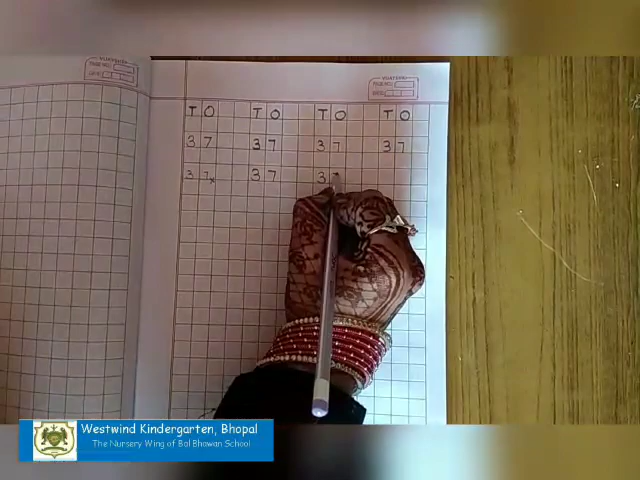 T O T O T O T O
3 7 3 7 3 7 3 7
3 7 3 7 3
Westwind Kindergarten, Bhopal
The Nursery Wing of Bal Bhawan School